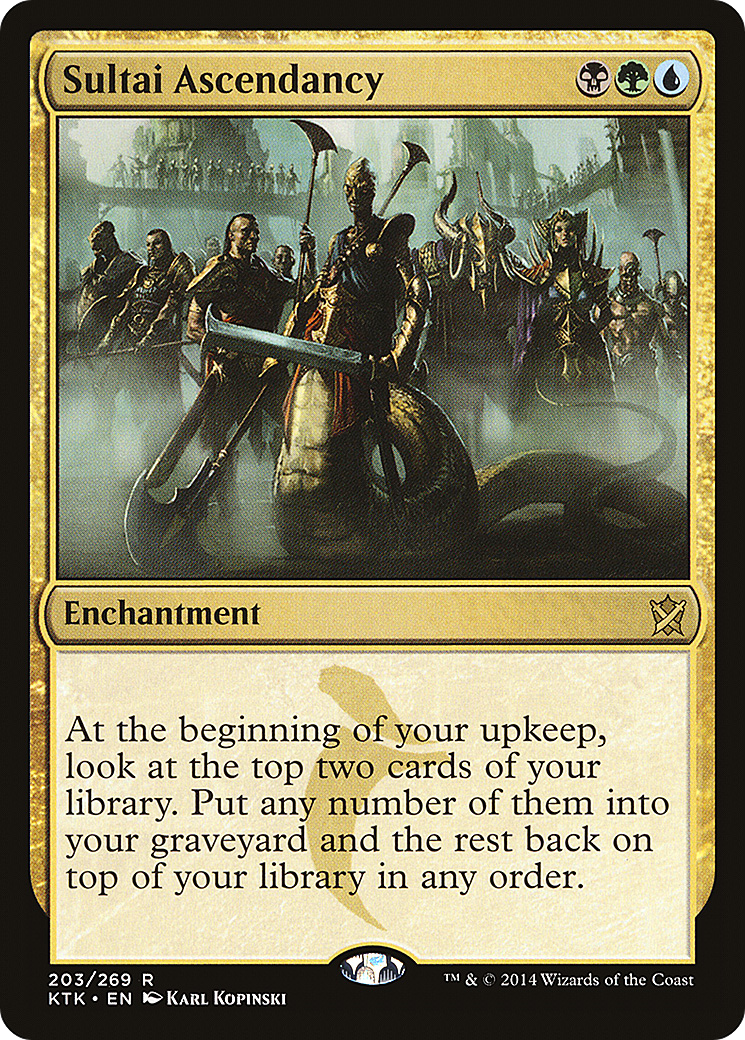 Sultai Ascendancy
Enchantment
At the beginning of your upkeep,
look at the top two cards of your
library. Put any number of them into
your graveyard and the rest back on
top of your library in any order.
203/269 R
KTK • EN Karl Kopinski
™ & © 2014 Wizards of the Coast